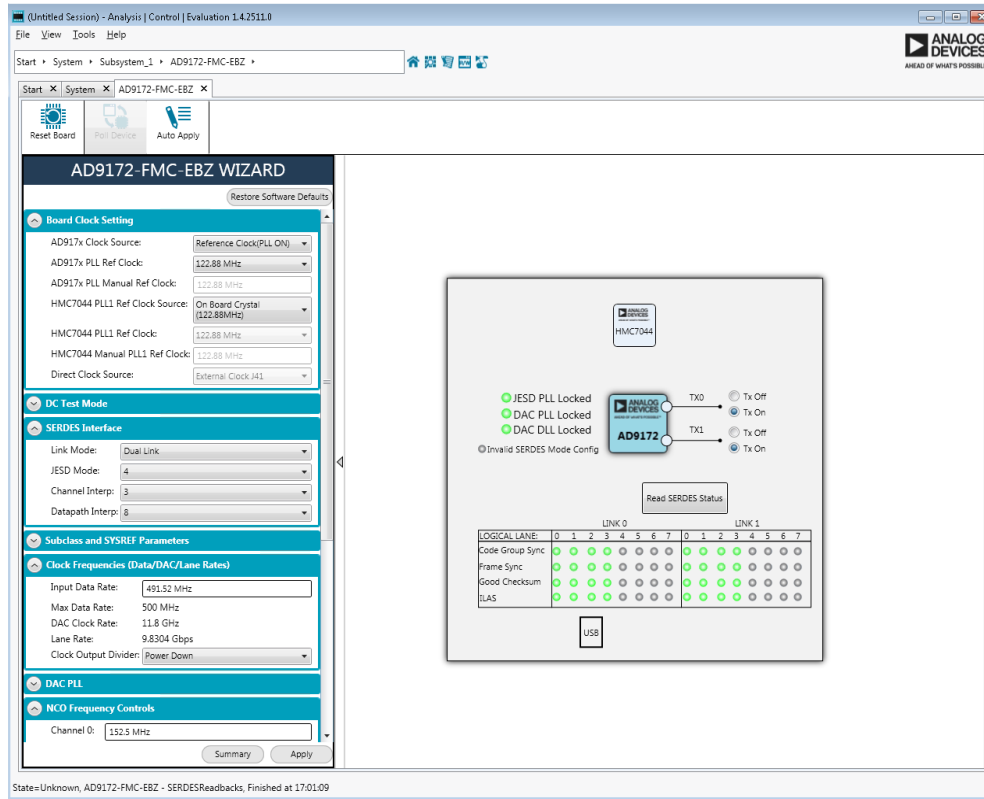 (Untitled Session) - Analysis | Control | Evaluation 1.4.2511.0
File View Tools Help
Start System Subsystem_1 AD9172-FMC-EBZ
ANALOG
DEVICES
AHEAD OF WHAT'S POSSIBL
Start System AD9172-FMC-EBZ
Reset Board Poll Device Auto Apply
AD9172-FMC-EBZ WIZARD
Restore Software Defaults
Board Clock Setting
AD917x Clock Source: Reference Clock(PLL ON)
AD917x PLL Ref Clock: 122.88 MHz
AD917x PLL Manual Ref Clock: 122.88 MHz
HMC7044 PLL1 Ref Clock Source: On Board Crystal
(122.88MHz)
HMC7044 PLL1 Ref Clock: 122.88 MHz
HMC7044 Manual PLL1 Ref Clock: 122.88 MHz
Direct Clock Source: External Clock J41
DC Test Mode
SERDES Interface
Link Mode: Dual Link
JESD Mode: 4
Channel Interp: 3
Datapath Interp: 8
Subclass and SYSREF Parameters
Clock Frequencies (Data/DAC/Lane Rates)
Input Data Rate: 491.52 MHz
Max Data Rate: 500 MHz
DAC Clock Rate: 11.8 GHz
Lane Rate: 9.8304 Gbps
Clock Output Divider: Power Down
DAC PLL
NCO Frequency Controls
Channel 0: 152.5 MHz
Summary Apply
ANALOG
DEVICES
HMC7044
JESD PLL Locked
DAC PLL Locked
DAC DLL Locked
Invalid SERDES Mode Config
ANALOG
DEVICES
AD9172
TX0 Tx Off
Tx On
TX1 Tx Off
Tx On
Read SERDES Status
LINK 0 LINK 1
LOGICAL LANE: 0 1 2 3 4 5 6 7 0 1 2 3 4 5 6 7
Code Group Sync
Frame Sync
Good Checksum
ILAS
USB
State=Unknown, AD9172-FMC-EBZ - SERDESReadbacks, Finished at 17:01:09